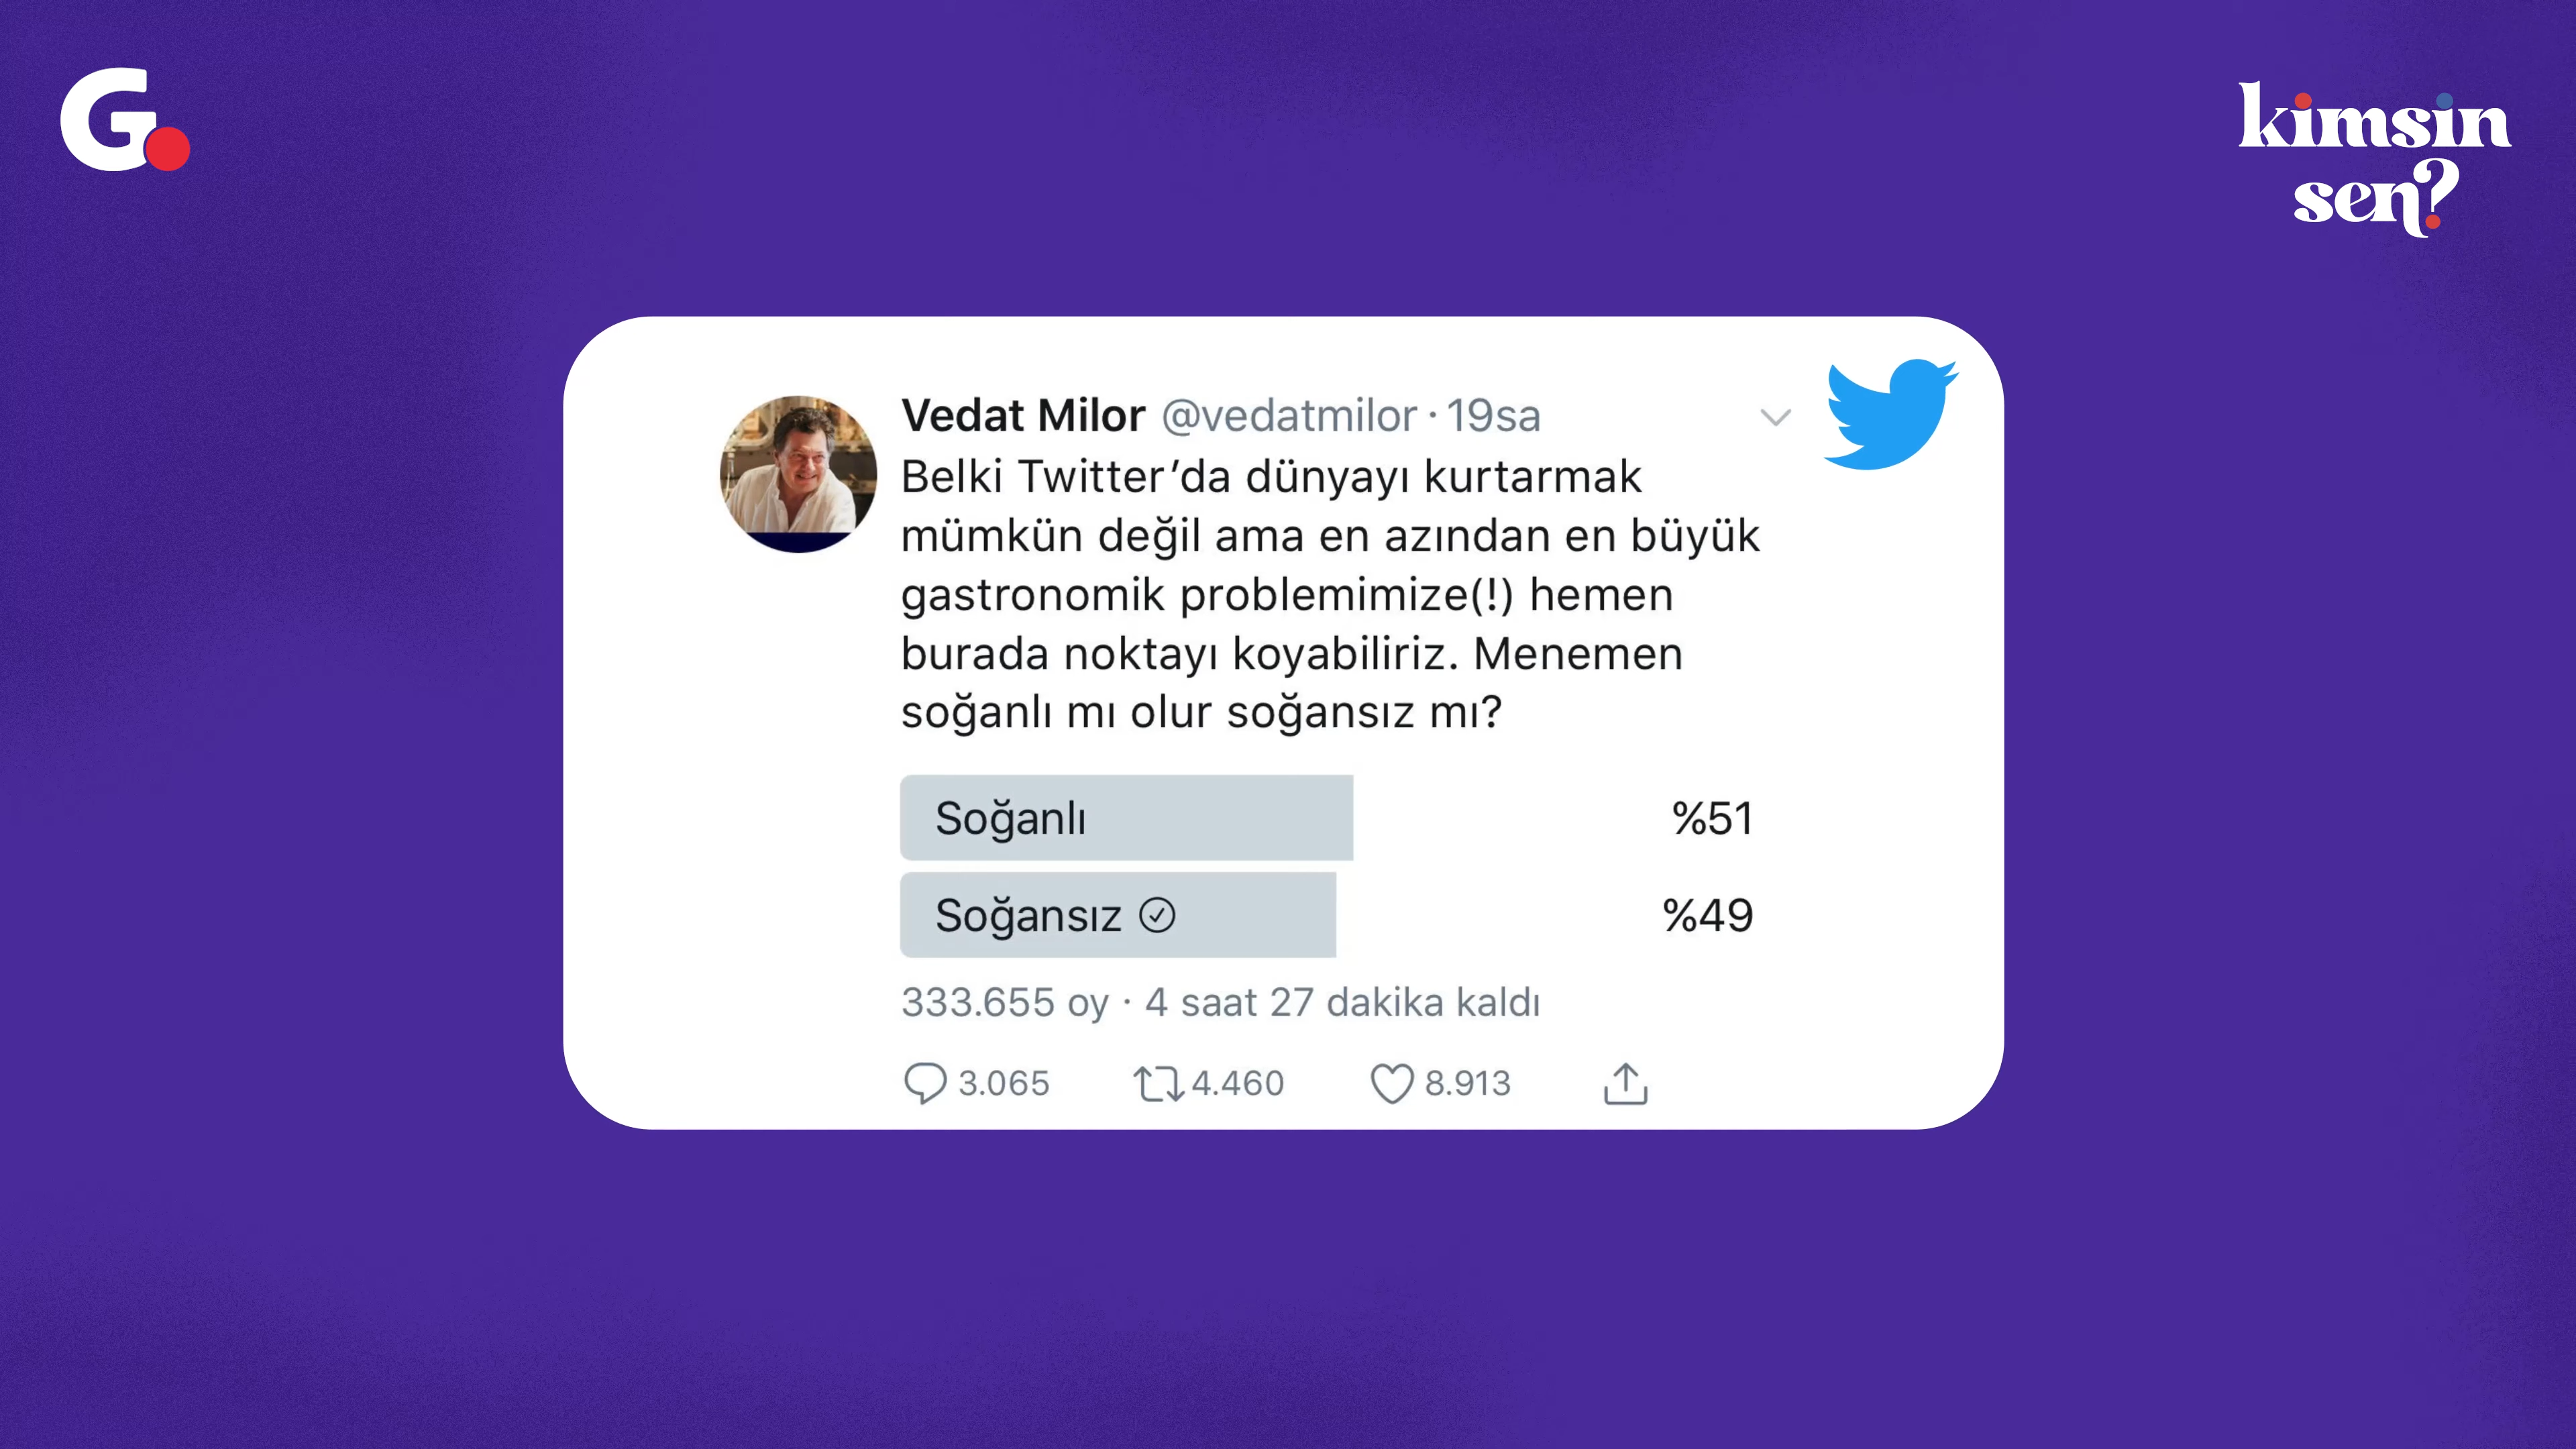 G.
kimsin
sen?
Vedat Milor @vedatmilor · 19sa
Belki Twitter'da dünyayı kurtarmak
mümkün değil ama en azından en büyük
gastronomik problemimize(!) hemen
burada noktayı koyabiliriz. Menemen
soğanlı mı olur soğansız mı?
Soğanlı %51
Soğansız %49
333.655 oy · 4 saat 27 dakika kaldı
3.065 4.460 8.913